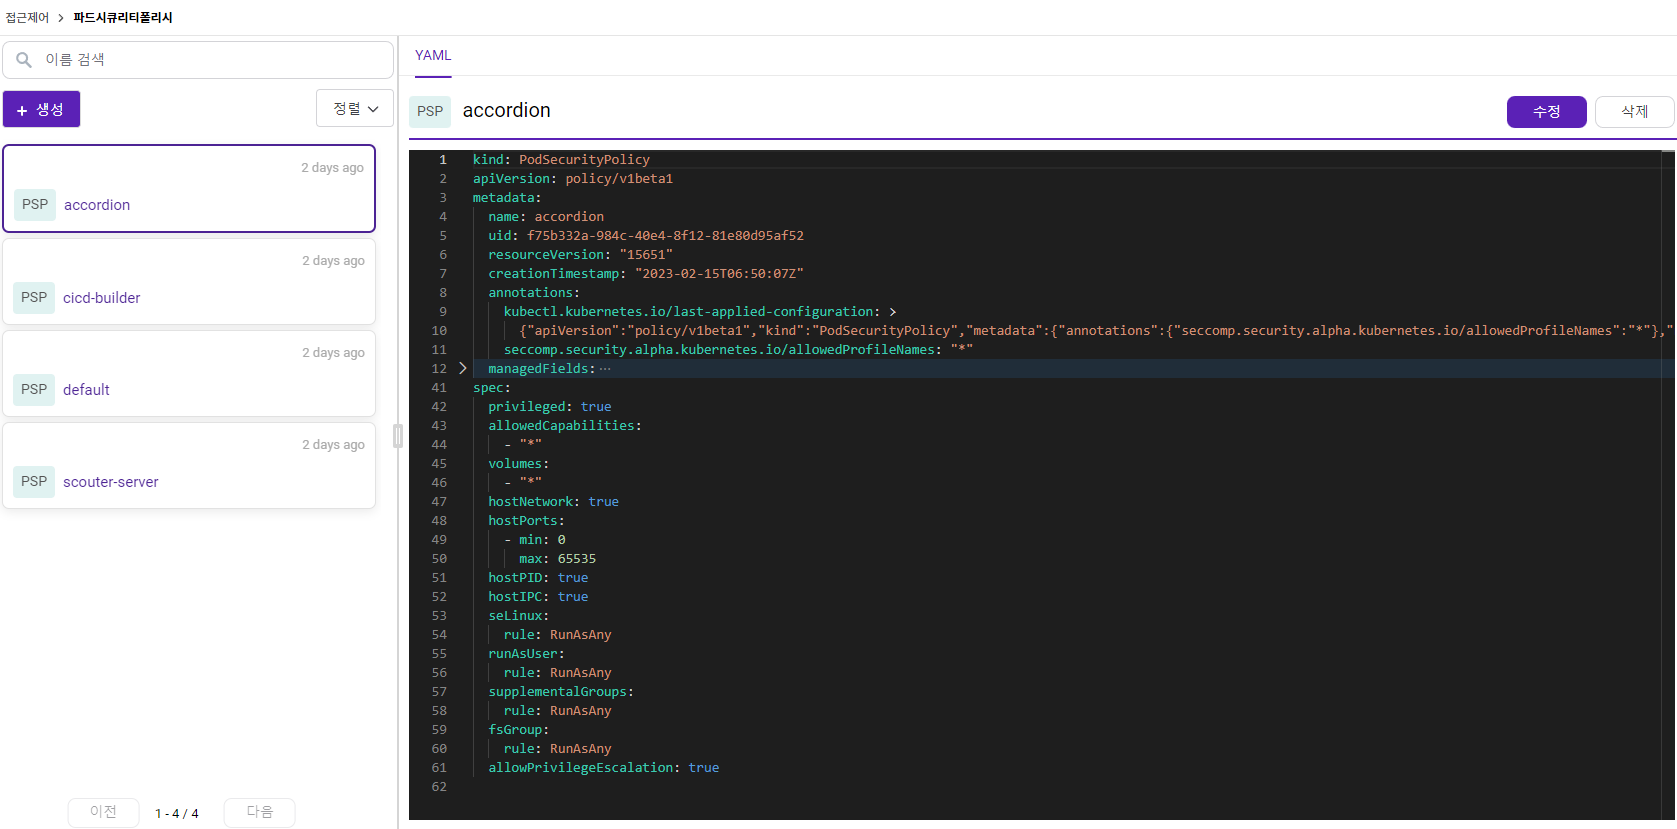 접근제어 > 파드시큐리티폴리시
이름 검색
+ 생성
정렬
2 days ago
PSP accordion
2 days ago
PSP cicd-builder
2 days ago
PSP default
2 days ago
PSP scouter-server
이전 1 - 4 / 4 다음
YAML
PSP accordion
수정 삭제
1 kind: PodSecurityPolicy
2 apiVersion: policy/v1beta1
3 metadata:
4 name: accordion
5 uid: f75b332a-984c-40e4-8f12-81e80d95af52
6 resourceVersion: "15651"
7 creationTimestamp: "2023-02-15T06:50:07Z"
8 annotations:
9 kubectl.kubernetes.io/last-applied-configuration: >
10 {"apiVersion":"policy/v1beta1","kind":"PodSecurityPolicy","metadata":{"annotations":{"seccomp.security.alpha.kubernetes.io/allowedProfileNames":"*"},"
11 seccomp.security.alpha.kubernetes.io/allowedProfileNames: "*"
12 managedFields:⋯
41 spec:
42 privileged: true
43 allowedCapabilities:
44 - "*"
45 volumes:
46 - "*"
47 hostNetwork: true
48 hostPorts:
49 - min: 0
50 max: 65535
51 hostPID: true
52 hostIPC: true
53 seLinux:
54 rule: RunAsAny
55 runAsUser:
56 rule: RunAsAny
57 supplementalGroups:
58 rule: RunAsAny
59 fsGroup:
60 rule: RunAsAny
61 allowPrivilegeEscalation: true
62